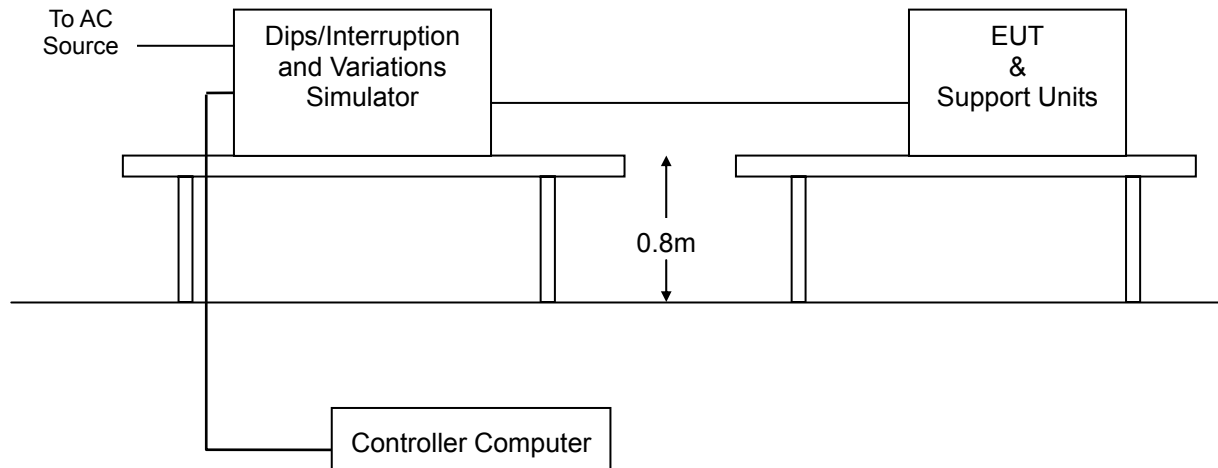 To AC
Source
Dips/Interruption
and Variations
Simulator
EUT
&
Support Units
0.8m
Controller Computer